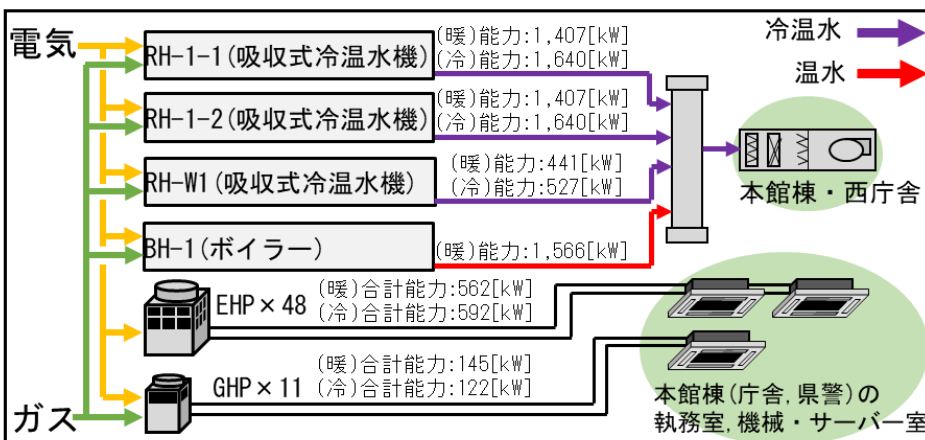 電気
RH-1-1(吸収式冷温水機)
(暖)能力:1,407[kW]
(冷)能力:1,640[kW]
冷温水
温水
RH-1-2(吸収式冷温水機)
(暖)能力:1,407[kW]
(冷)能力:1,640[kW]
RH-W1(吸収式冷温水機)
(暖)能力:441[kW]
(冷)能力:527[kW]
本館棟・西庁舎
BH-1(ボイラー)
(暖)能力:1,566[kW]
EHP×48
(暖)合計能力:562[kW]
(冷)合計能力:592[kW]
GHP×11
(暖)合計能力:145[kW]
(冷)合計能力:122[kW]
ガス
本館棟(庁舎,県警)の
執務室,機械・サーバー室